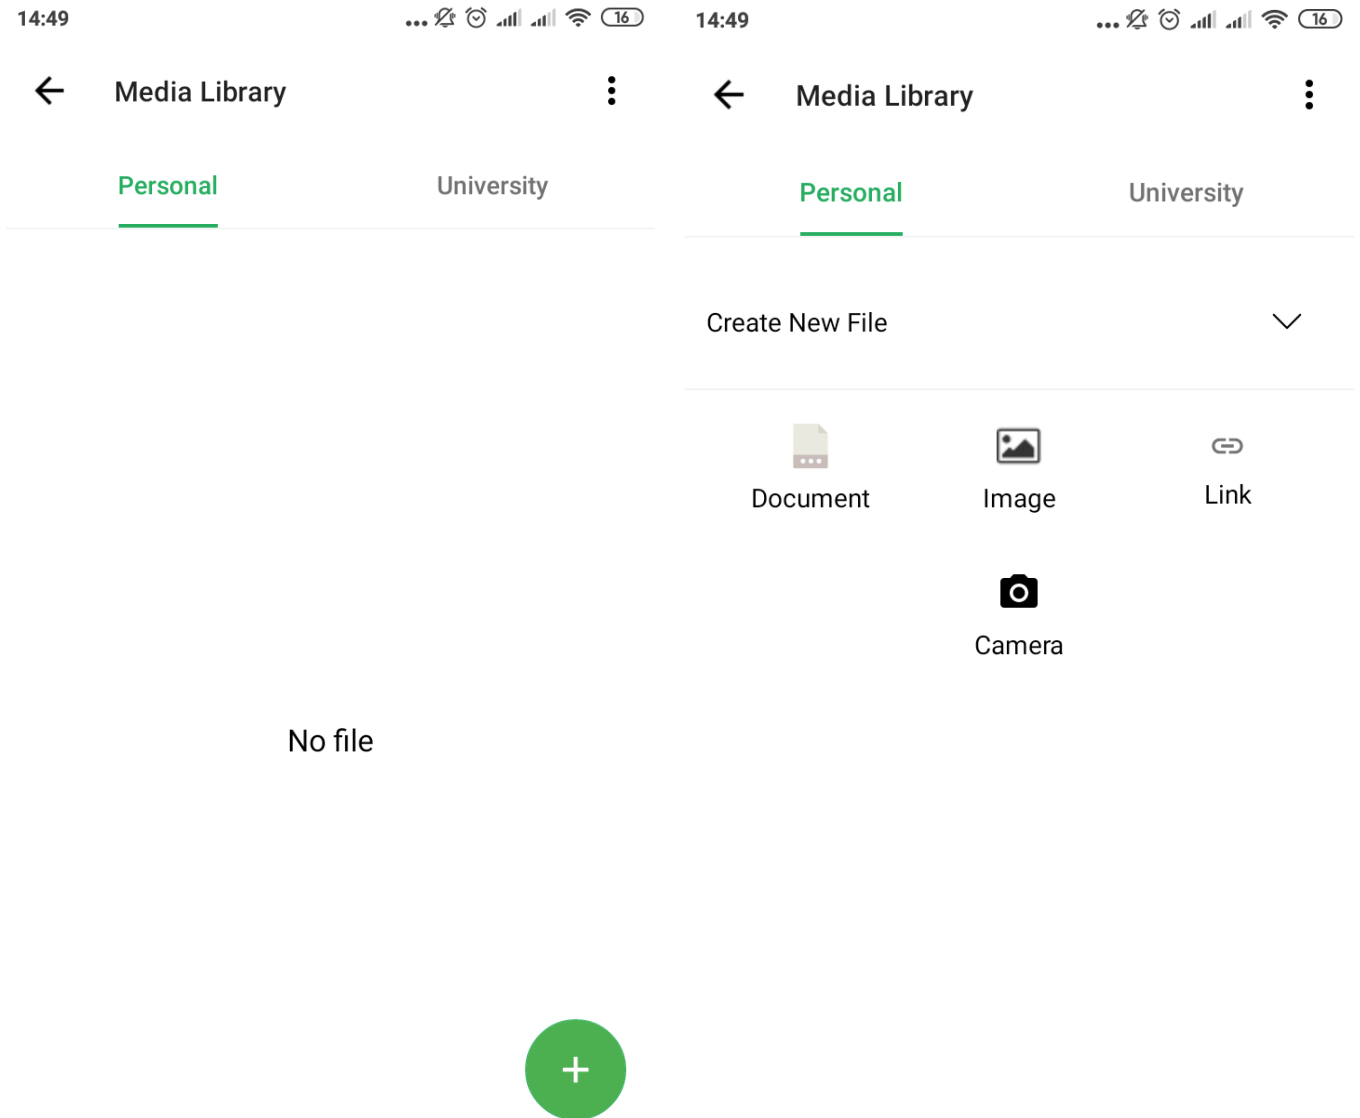 14:49
16
Media Library
Personal
University
No file
14:49
16
Media Library
Personal
University
Create New File
Document
Image
Link
Camera